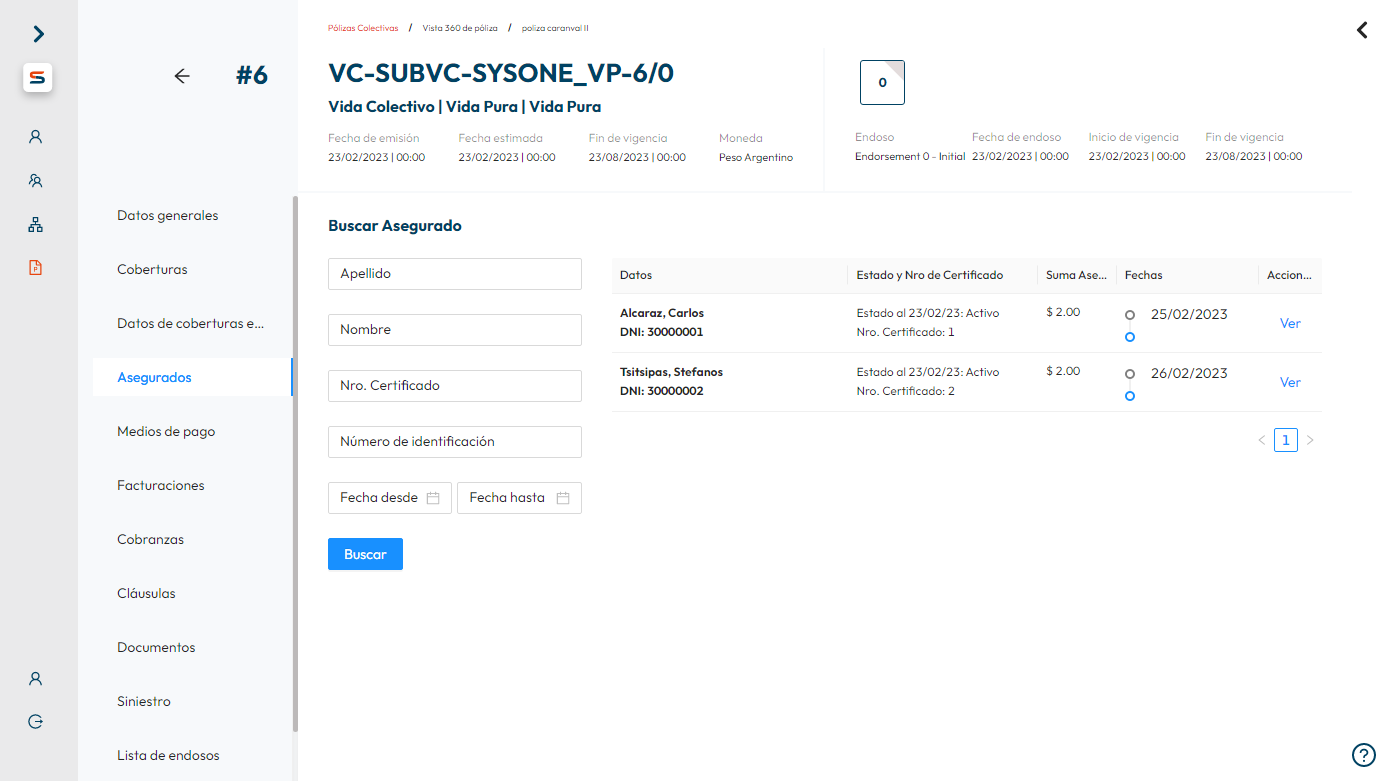 Pólizas Colectivas / Vista 360 de póliza / poliza caranval II
#6
VC-SUBVC-SYSONE_VP-6/0
Vida Colectivo | Vida Pura | Vida Pura
Fecha de emisión Fecha estimada Fin de vigencia Moneda
23/02/2023 | 00:00 23/02/2023 | 00:00 23/08/2023 | 00:00 Peso Argentino
0
Endoso Fecha de endoso Inicio de vigencia Fin de vigencia
Endorsement 0 - Initial 23/02/2023 | 00:00 23/02/2023 | 00:00 23/08/2023 | 00:00
Datos generales
Coberturas
Datos de coberturas e...
Asegurados
Medios de pago
Facturaciones
Cobranzas
Cláusulas
Documentos
Siniestro
Lista de endosos
Buscar Asegurado
Apellido
Nombre
Nro. Certificado
Número de identificación
Fecha desde Fecha hasta
Buscar
Datos Estado y Nro de Certificado Suma Ase... Fechas Accion...
Alcaraz, Carlos Estado al 23/02/23: Activo $ 2.00 25/02/2023 Ver
DNI: 30000001 Nro. Certificado: 1
Tsitsipas, Stefanos Estado al 23/02/23: Activo $ 2.00 26/02/2023 Ver
DNI: 30000002 Nro. Certificado: 2
< 1 >